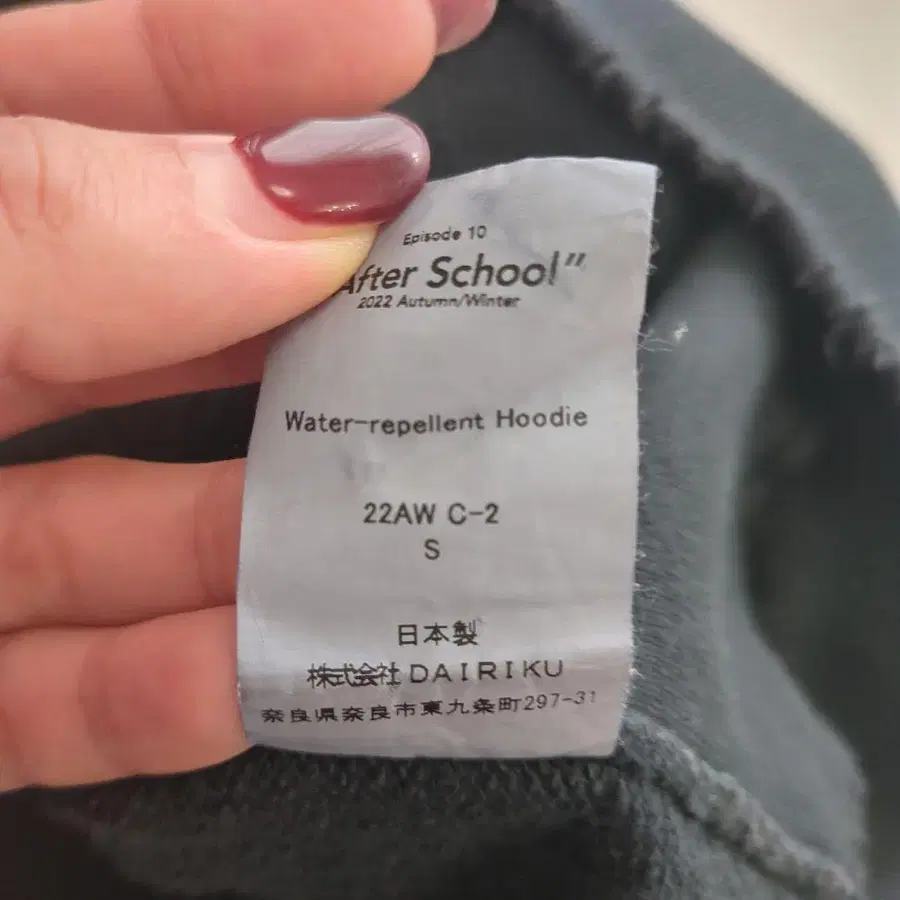 Episode 10
After School”
2022 Autumn/Winter
Water-repellent Hoodie
22AW C-2
S
日本製
株式会社 DAIRIKU
奈良県奈良市東九条町297-31